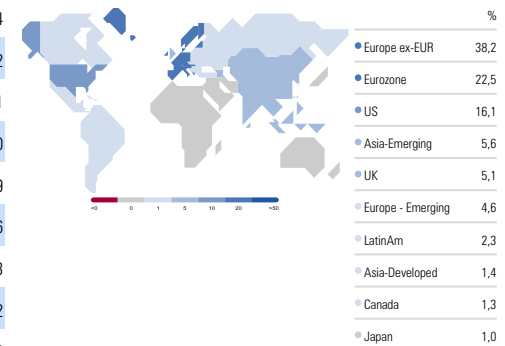 %
Europe ex-EUR 38,2
Eurozone 22,5
US 16,1
Asia-Emerging 5,6
UK 5,1
Europe - Emerging 4,6
LatinAm 2,3
Asia-Developed 1,4
Canada 1,3
Japan 1,0
<0 0 1 5 10 20 >50